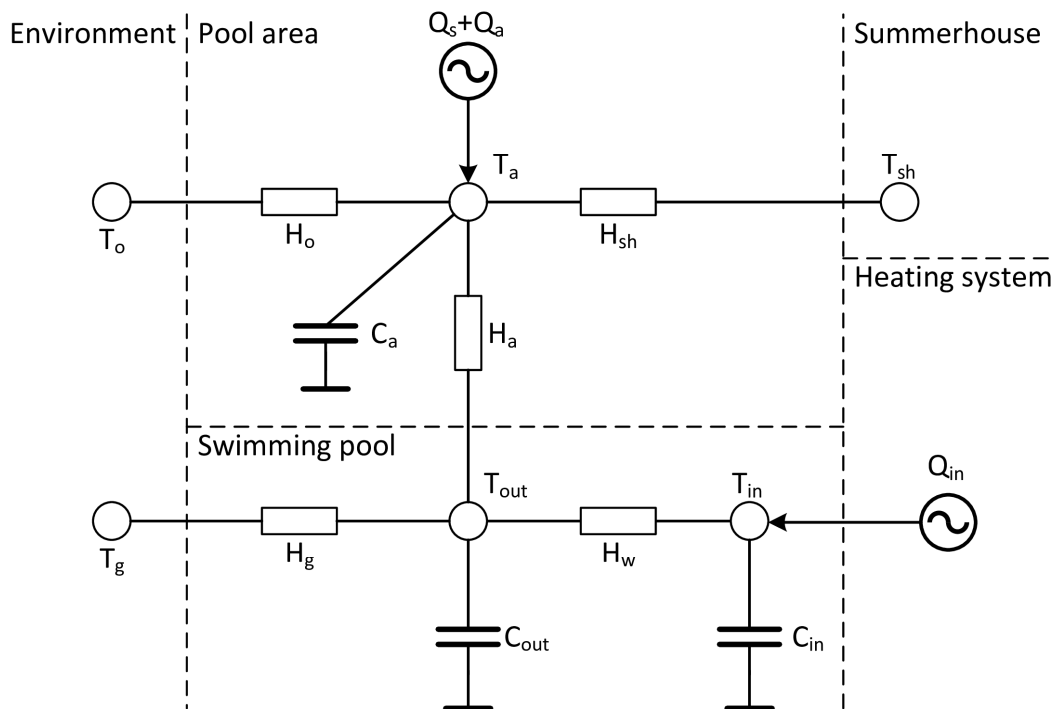 Environment
Pool area
Qs+Qa
Summerhouse
Ta
Tsh
To
Ho
Hsh
Heating system
Ca
Ha
Swimming pool
Tout
Tin
Qin
Tg
Hg
Hw
Cout
Cin